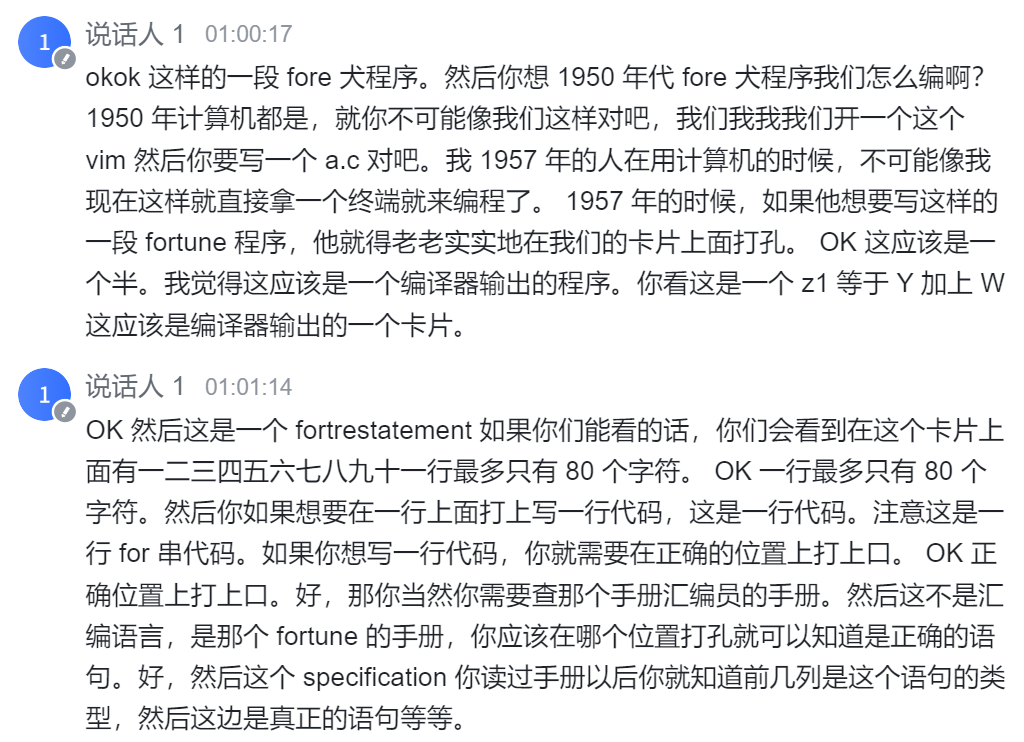 1 说话人 1 01:00:17
okok 这样的一段 fore 犬程序。然后你想 1950 年代 fore 犬程序我们怎么编啊？
1950 年计算机都是，就你不可能像我们这样对吧，我们我我我们开一个这个
vim 然后你要写一个 a.c 对吧。我 1957 年的人在用计算机的时候，不可能像我
现在这样就直接拿一个终端就来编程了。 1957 年的时候，如果他想要写这样的
一段 fortune 程序，他就得老老实实地在我们的卡片上面打孔。 OK 这应该是一
个半。我觉得这应该是一个编译器输出的程序。你看这是一个 z1 等于 Y 加上 W
这应该是编译器输出的一个卡片。
1 说话人 1 01:01:14
OK 然后这是一个 fortrestatement 如果你们能看的话，你们会看到在这个卡片上
面有一二三四五六七八九十一行最多只有 80 个字符。 OK 一行最多只有 80 个
字符。然后你如果想要在一行上面打上写一行代码，这是一行代码。注意这是一
行 for 串代码。如果你想写一行代码，你就需要在正确的位置上打上口。 OK 正
确位置上打上口。好，那你当然你需要查那个手册汇编员的手册。然后这不是汇
编语言，是那个 fortune 的手册，你应该在哪个位置打孔就可以知道是正确的语
句。好，然后这个 specification 你读过手册以后你就知道前几列是这个语句的类
型，然后这边是真正的语句等等。